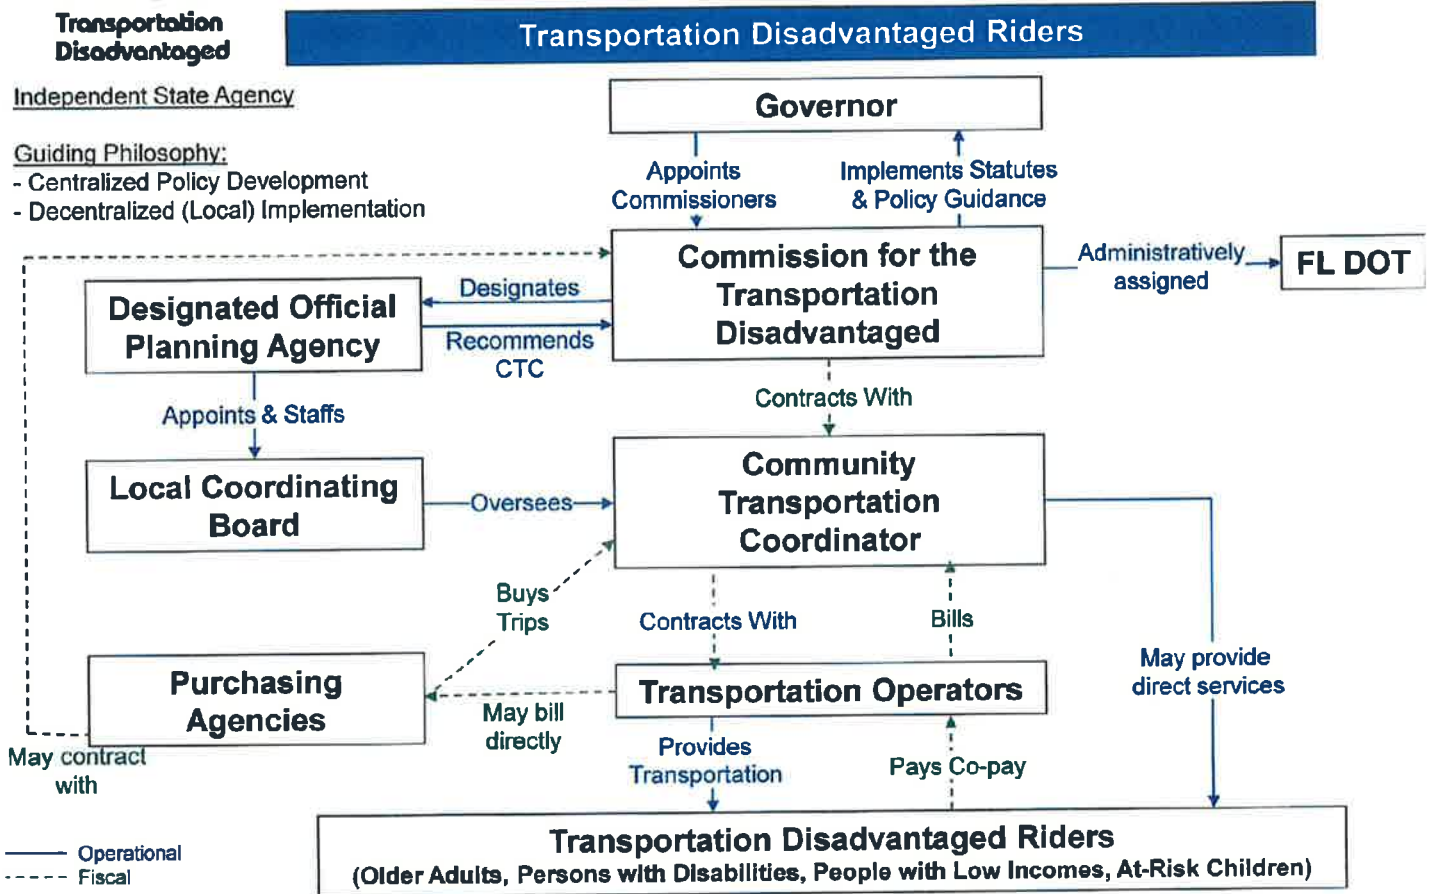 Transportation
Disadvantaged
Transportation Disadvantaged Riders
Independent State Agency
Guiding Philosophy:
- Centralized Policy Development
- Decentralized (Local) Implementation
Governor
Appoints
Commissioners
Implements Statutes
& Policy Guidance
Commission for the
Transportation
Disadvantaged
Administratively
assigned
FL DOT
Designated Official
Planning Agency
Designates
Recommends
CTC
Contracts With
Appoints & Staffs
Local Coordinating
Board
Oversees
Community
Transportation
Coordinator
Buys
Trips
Contracts With
Bills
May provide
direct services
Purchasing
Agencies
Transportation Operators
May bill
directly
May contract
with
Provides
Transportation
Pays Co-pay
Transportation Disadvantaged Riders
(Older Adults, Persons with Disabilities, People with Low Incomes, At-Risk Children)
Operational
Fiscal